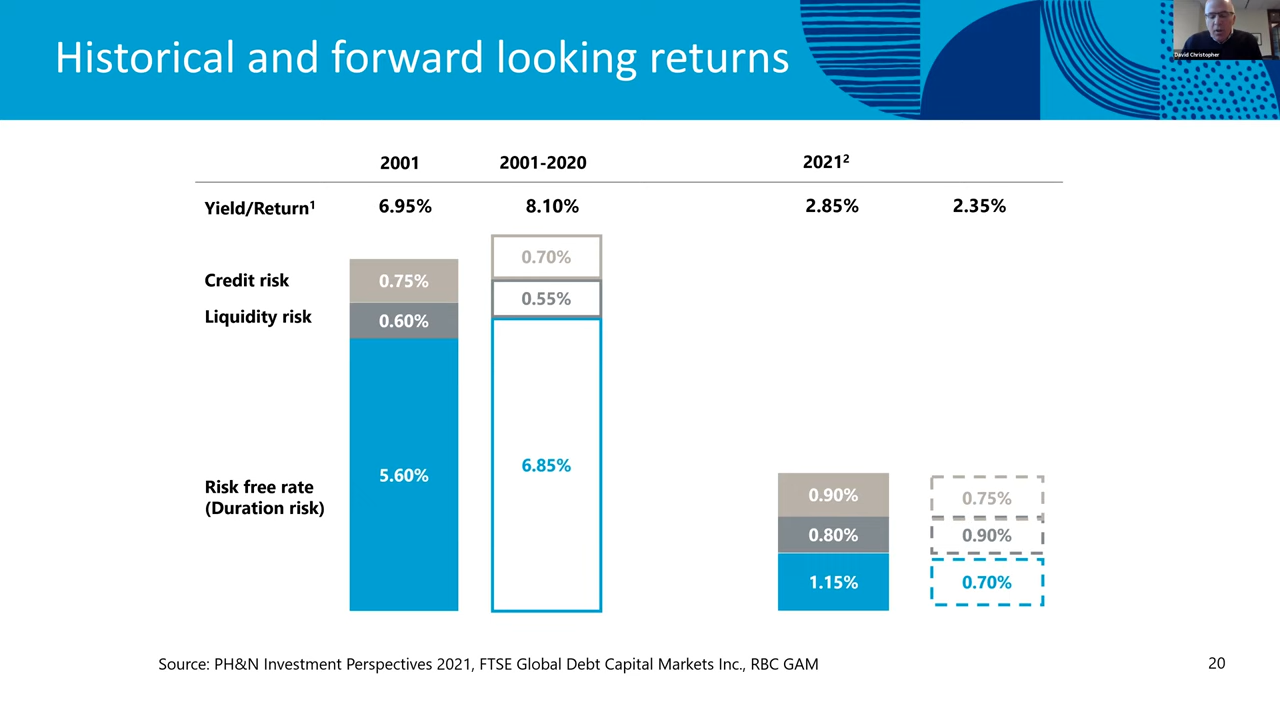 Historical and forward looking returns
David Christopher
2001 2001-2020 2021²
Yield/Return¹ 6.95% 8.10% 2.85% 2.35%
0.70%
Credit risk 0.75%
0.55%
Liquidity risk 0.60%
6.85%
5.60%
Risk free rate
(Duration risk)
0.90% 0.75%
0.80% 0.90%
1.15% 0.70%
Source: PH&N Investment Perspectives 2021, FTSE Global Debt Capital Markets Inc., RBC GAM
20